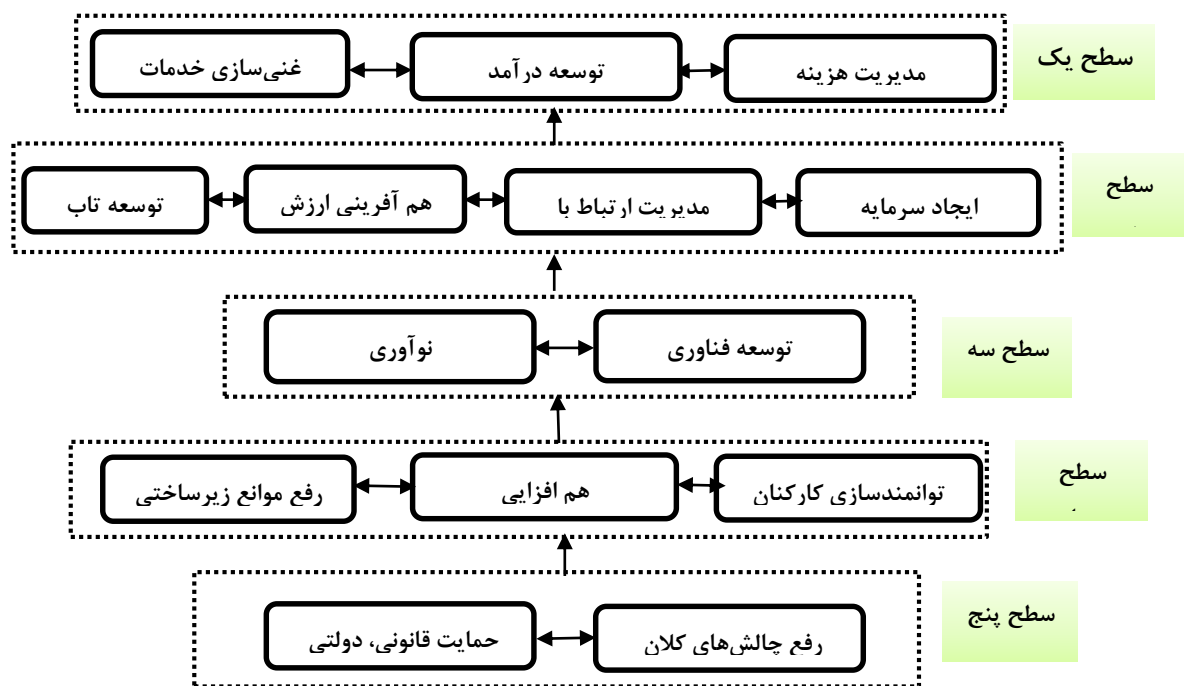 سطح یک
مدیریت هزینه
توسعه درآمد
غنی‌سازی خدمات
سطح
ایجاد سرمایه
مدیریت ارتباط با
هم آفرینی ارزش
توسعه تاب
سطح سه
توسعه فناوری
نوآوری
سطح
توانمندسازی کارکنان
هم افزایی
رفع موانع زیرساختی
سطح پنج
رفع چالش‌های کلان
حمایت قانونی، دولتی